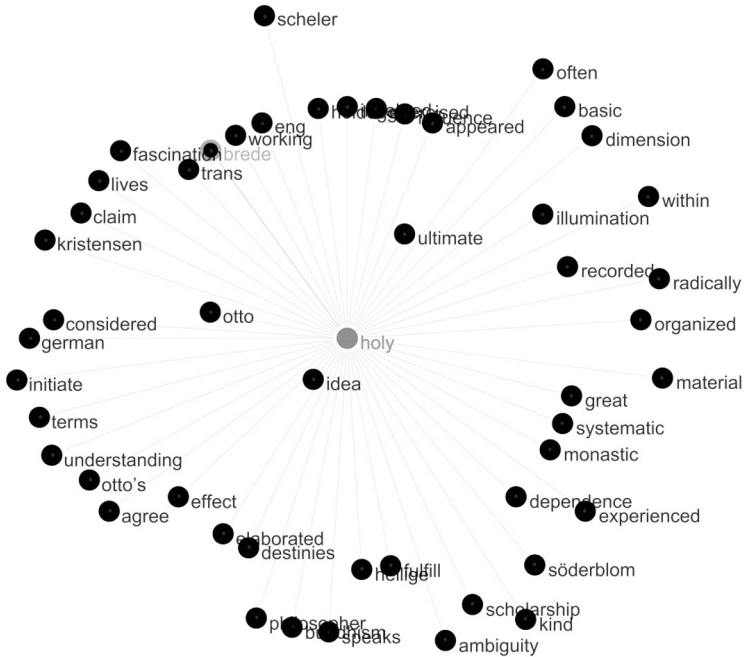 scheler
often
basic
appeared
eng
working
dimension
fascination
brede
trans
lives
within
claim
illumination
ultimate
kristensen
recorded
radically
otto
considered
organized
german
holy
initiate
idea
material
great
terms
systematic
monastic
understanding
otto's
effect
dependence
agree
experienced
elaborated
destinies
söderblom
fulfill
heilige
scholarship
philosopher
kind
buddhism
speaks
ambiguity